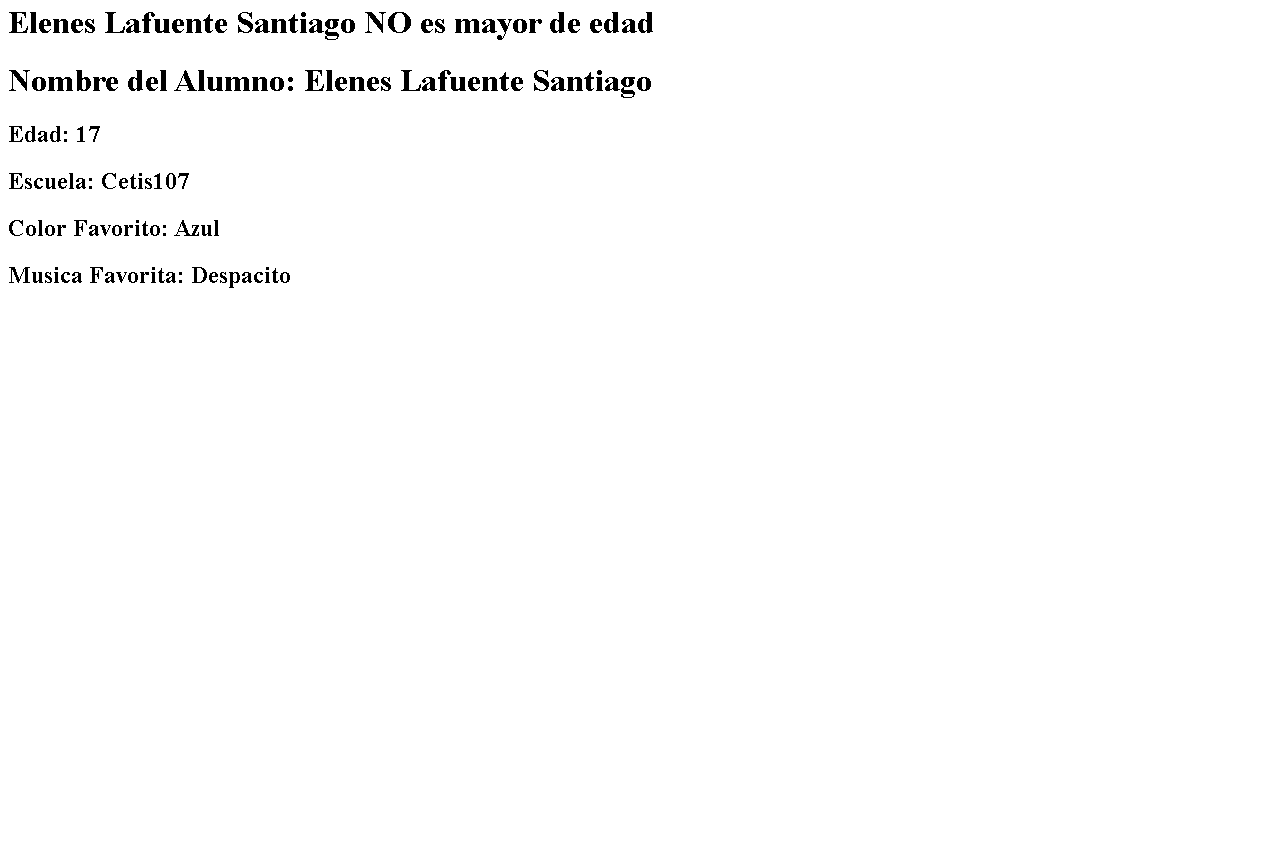 Elenes Lafuente Santiago NO es mayor de edad
Nombre del Alumno: Elenes Lafuente Santiago
Edad: 17
Escuela: Cetis107
Color Favorito: Azul
Musica Favorita: Despacito